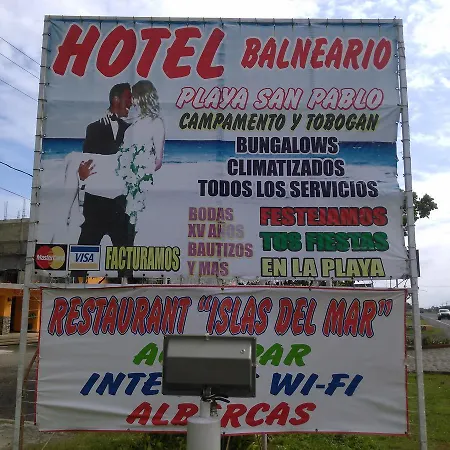 HOTEL BALNEARIO
PLAYA SAN PABLO
CAMPAMENTO Y TOBOGAN
BUNGALOWS
CLIMATIZADOS
TODOS LOS SERVICIOS
BODAS
XV AÑOS
BAUTIZOS
Y MAS
FESTEJAMOS
TUS FIESTAS
EN LA PLAYA
MasterCard
VISA
FACTURAMOS
RESTAURANT "ISLAS DEL MAR"
WI-FI
ALBERCAS